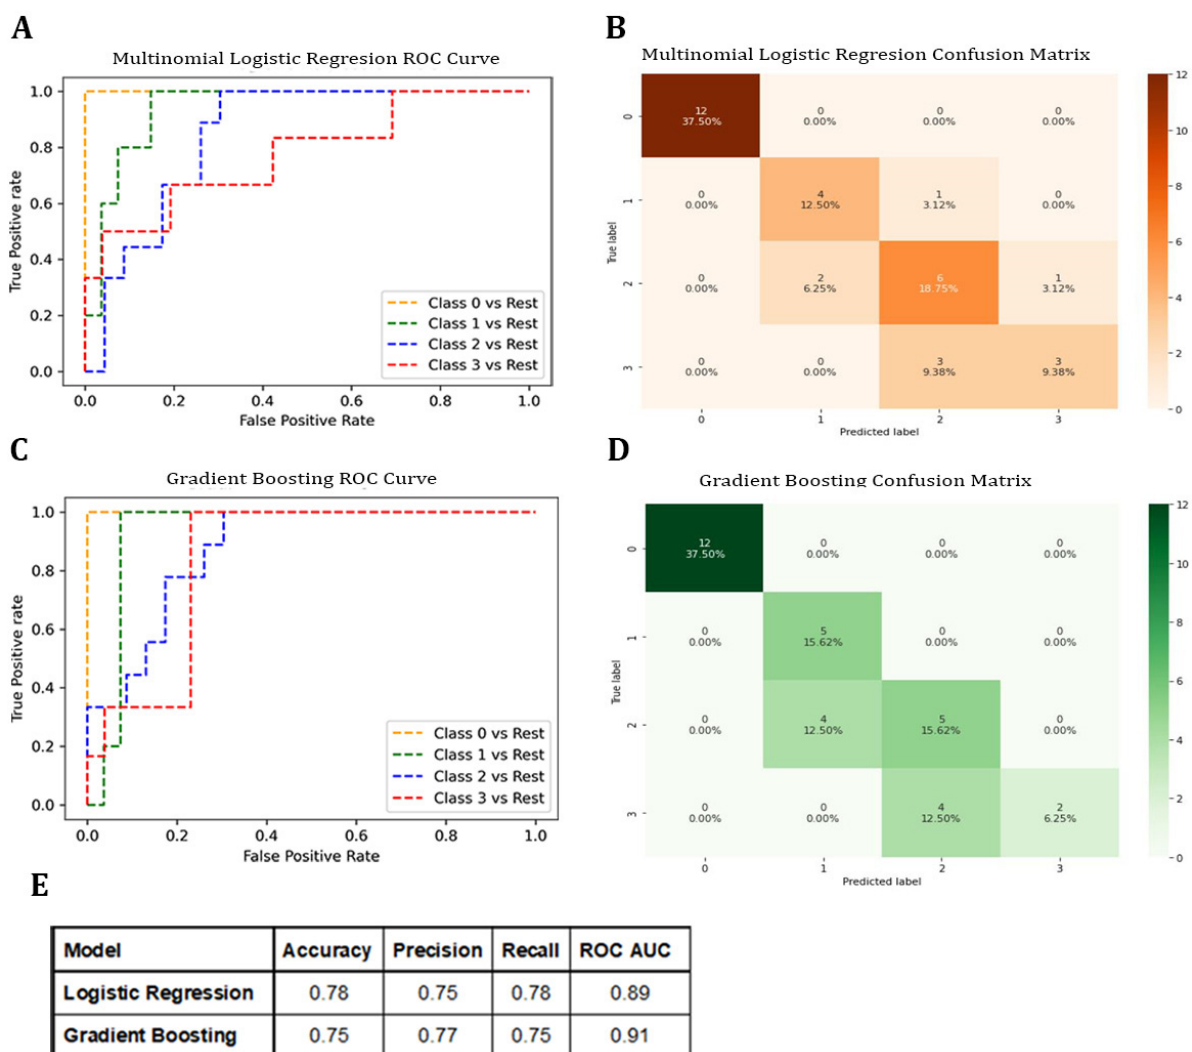 A
Multinomial Logistic Regresion ROC Curve
1.0
0.8
0.6
0.4
0.2
0.0
True Positive rate
0.0 0.2 0.4 0.6 0.8 1.0
False Positive Rate
Class 0 vs Rest
Class 1 vs Rest
Class 2 vs Rest
Class 3 vs Rest
B
Multinomial Logistic Regresion Confusion Matrix
True label
0
12 0 0 0
37.50% 0.00% 0.00% 0.00%
1
0 4 1 0
0.00% 12.50% 3.12% 0.00%
2
0 2 6 1
0.00% 6.25% 18.75% 3.12%
3
0 0 3 3
0.00% 0.00% 9.38% 9.38%
0 1 2 3
Predicted label
12
10
8
6
4
2
0
C
Gradient Boosting ROC Curve
1.0
0.8
0.6
0.4
0.2
0.0
True Positive rate
0.0 0.2 0.4 0.6 0.8 1.0
False Positive Rate
Class 0 vs Rest
Class 1 vs Rest
Class 2 vs Rest
Class 3 vs Rest
D
Gradient Boosting Confusion Matrix
True label
0
12 0 0 0
37.50% 0.00% 0.00% 0.00%
1
0 5 0 0
0.00% 15.62% 0.00% 0.00%
2
0 4 5 0
0.00% 12.50% 15.62% 0.00%
3
0 0 4 2
0.00% 0.00% 12.50% 6.25%
0 1 2 3
Predicted label
12
10
8
6
4
2
0
E
Model Accuracy Precision Recall ROC AUC
Logistic Regression 0.78 0.75 0.78 0.89
Gradient Boosting 0.75 0.77 0.75 0.91